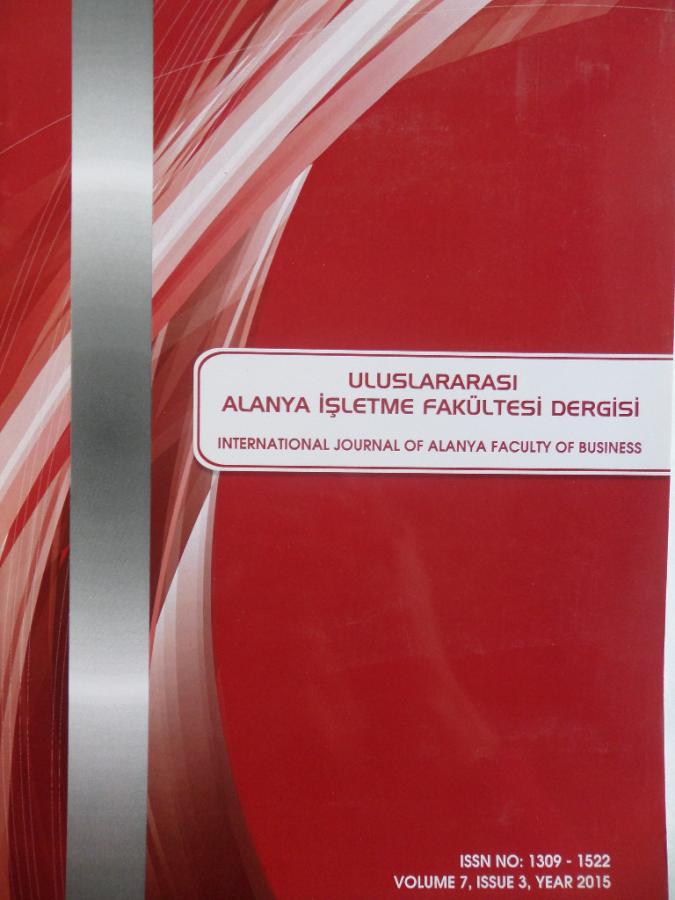 ULUSLARARASI
ALANYA İŞLETME FAKÜLTESİ DERGİSİ
INTERNATIONAL JOURNAL OF ALANYA FACULTY OF BUSINESS
ISSN NO: 1309 - 1522
VOLUME 7, ISSUE 3, YEAR 2015